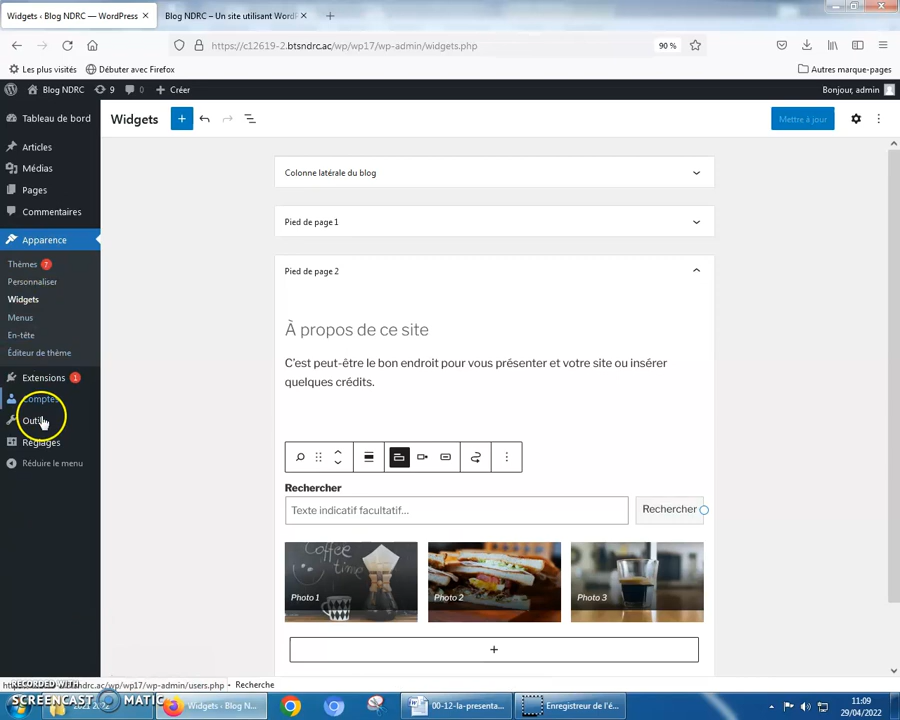 Widgets ‹ Blog NDRC — WordPress
Blog NDRC – Un site utilisant WordP
https://c12619-2.btsndrc.ac/wp/wp17/wp-admin/widgets.php
90 %
Les plus visités
Débuter avec Firefox
Autres marque-pages
Blog NDRC
9
0
Créer
Bonjour, admin
Tableau de bord
Articles
Médias
Pages
Commentaires
Apparence
Thèmes 7
Personnaliser
Widgets
Menus
En-tête
Éditeur de thème
Extensions 1
Comptes
Outils
Réglages
Réduire le menu
Widgets
Mettre à jour
Colonne latérale du blog
Pied de page 1
Pied de page 2
À propos de ce site
C'est peut-être le bon endroit pour vous présenter et votre site ou insérer
quelques crédits.
Rechercher
Texte indicatif facultatif…
Rechercher
Coffee
time
Photo 1
Photo 2
Photo 3
.ac/wp/wp17/wp-admin/users.php
Recherche
RECORDED WITH
SCREENCAST MATIC
2021 202
Widgets ‹ Blog N...
00-12-la-presenta...
Enregistreur de l'é...
11:09
29/04/2022